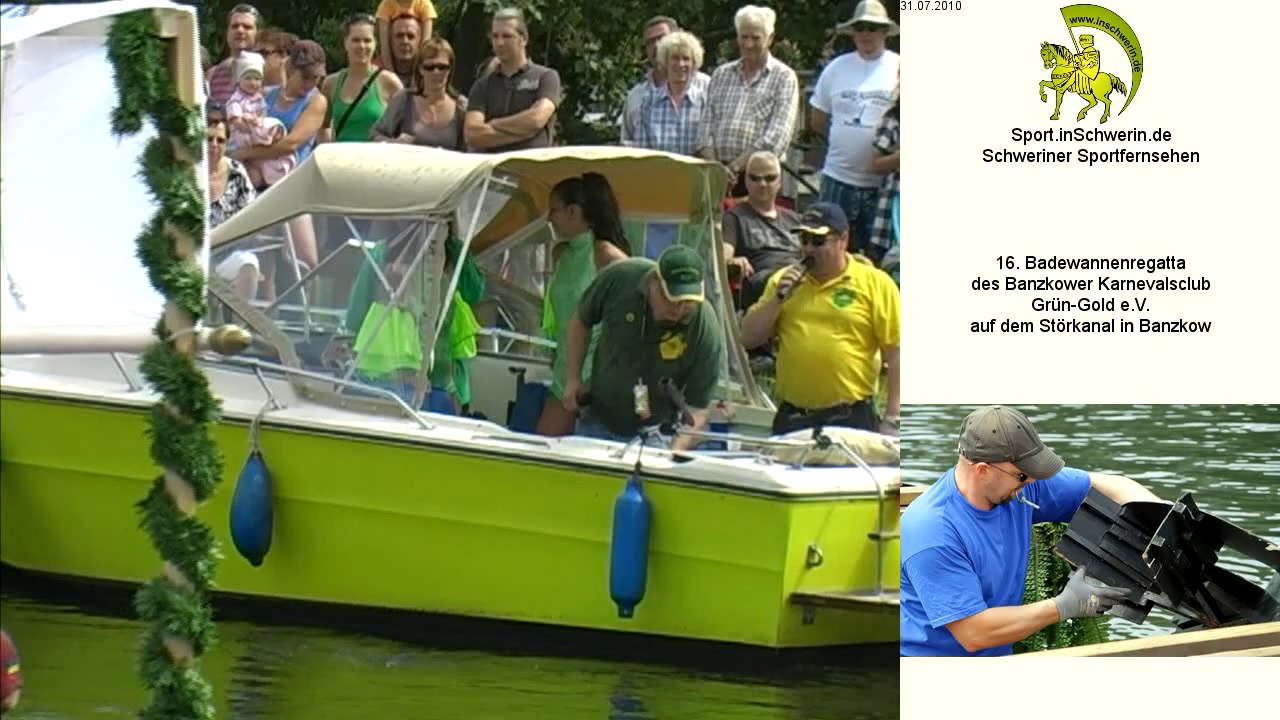 31.07.2010
www.inschwerin.de
Sport.inSchwerin.de
Schweriner Sportfernsehen
16. Badewannenregatta
des Banzkower Karnevalsclub
Grün-Gold e.V.
auf dem Störkanal in Banzkow